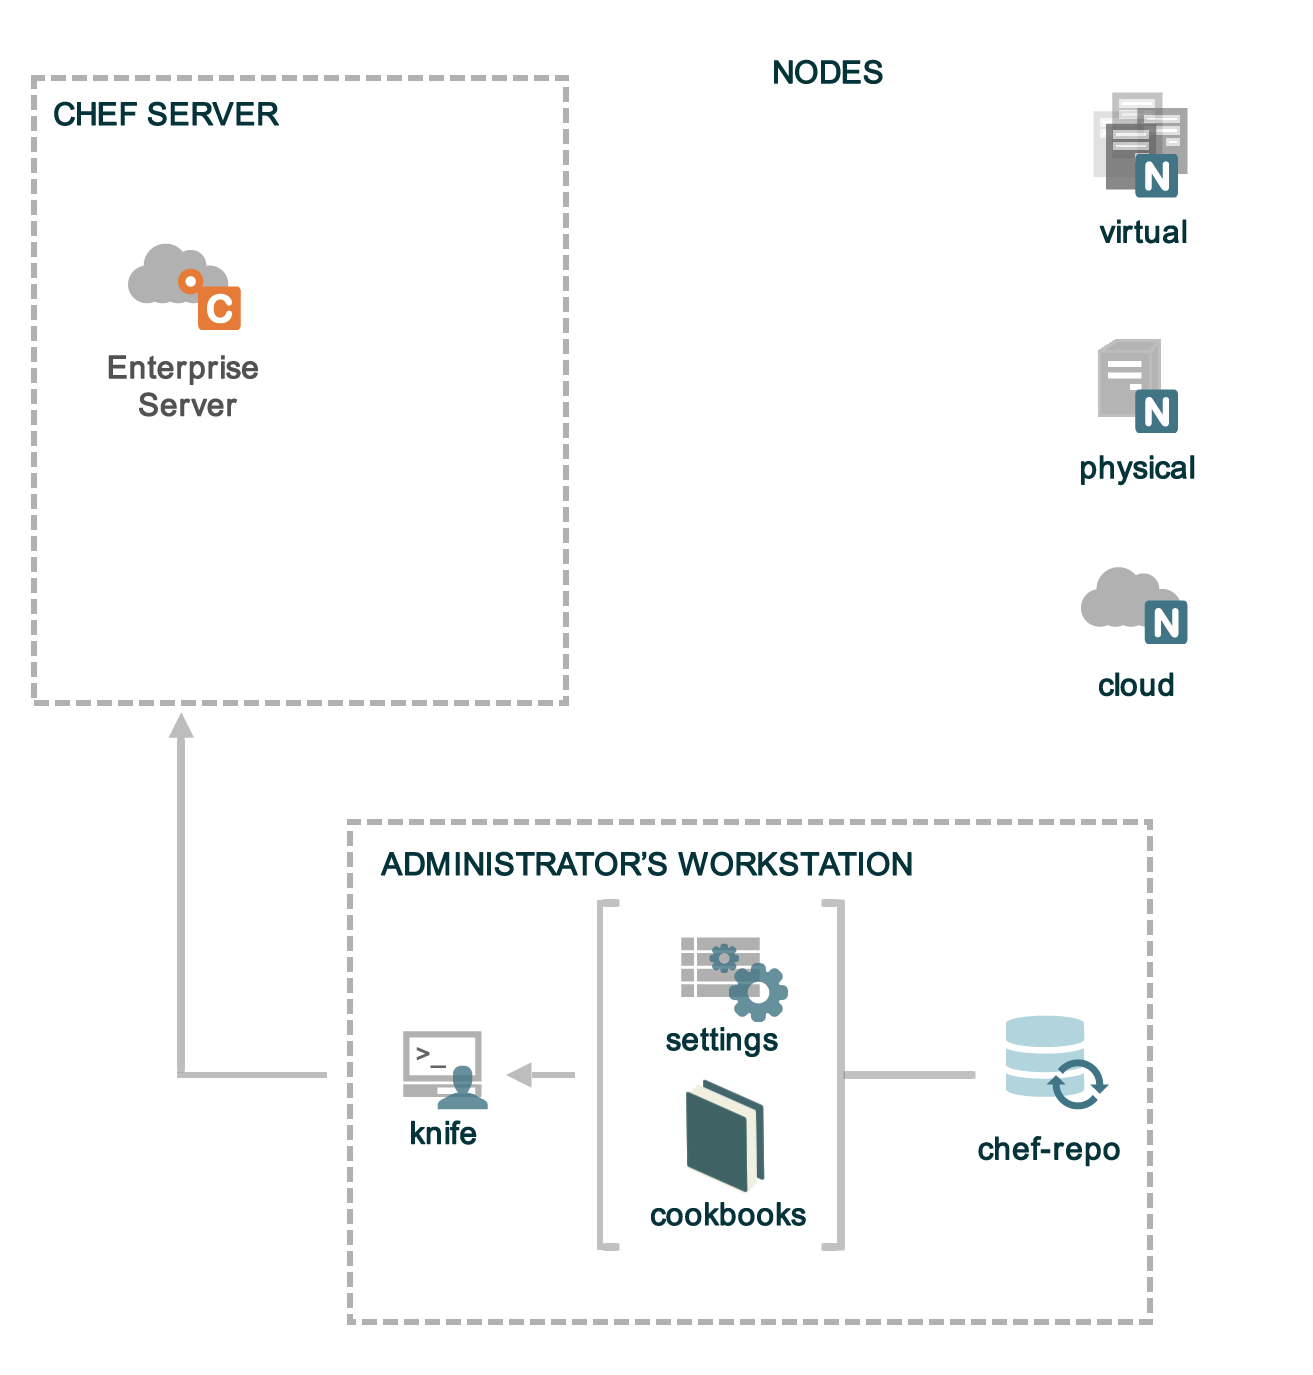 NODES
CHEF SERVER
N
virtual
C
Enterprise
Server
N
physical
N
cloud
ADMINISTRATOR'S WORKSTATION
settings
>_
knife
chef-repo
cookbooks